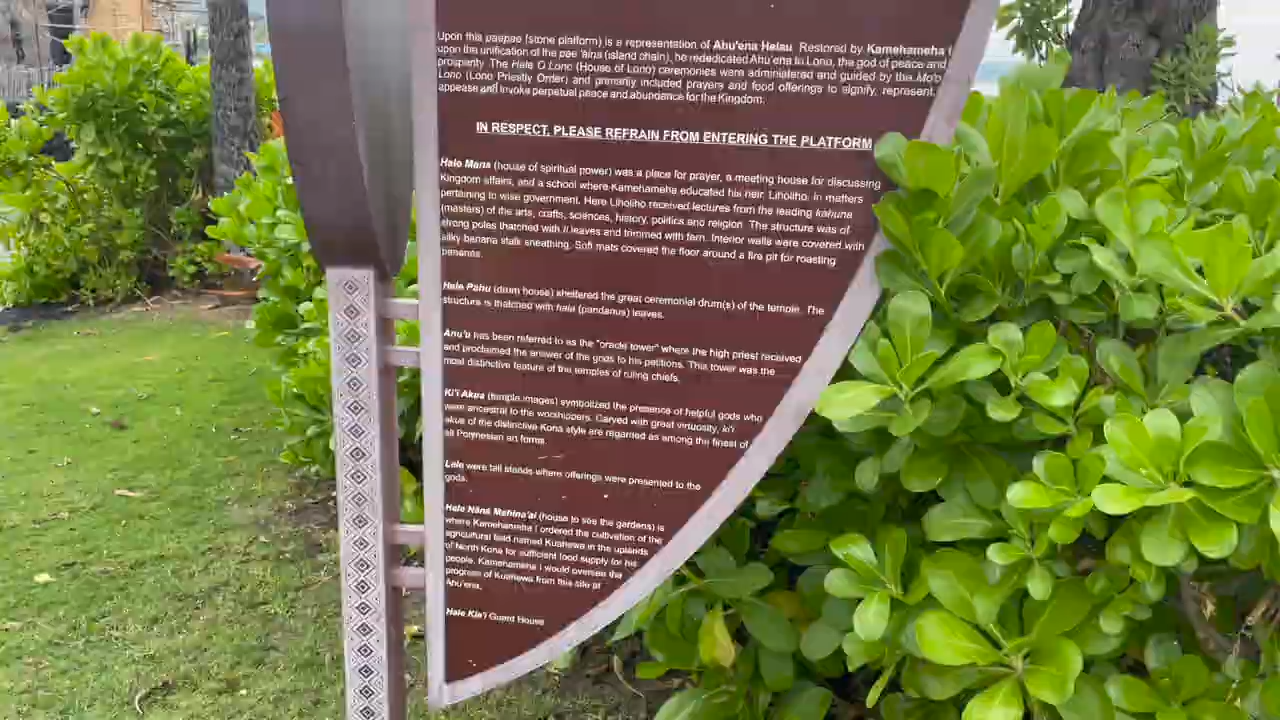 Upon this paepae (stone platform) is a representation of Ahu'ena Heiau. Restored by Kamehameha I
upon the unification of the pae 'āina (island chain), he rededicated Ahu'ena to Lono, the god of peace and
prosperity. The Hale O Lono (House of Lono) ceremonies were administered and guided by the Mo'o
Lono (Lono Priestly Order) and primarily included prayers and food offerings to signify, represent,
appease and invoke perpetual peace and abundance for the Kingdom.
IN RESPECT, PLEASE REFRAIN FROM ENTERING THE PLATFORM
Hale Mana (house of spiritual power) was a place for prayer, a meeting house for discussing
Kingdom affairs, and a school where Kamehameha educated his heir, Liholiho, in matters
pertaining to wise government. Here Liholiho received lectures from the leading kahuna
(masters) of the arts, crafts, sciences, history, politics and religion. The structure was of
strong poles thatched with ti leaves and trimmed with fern. Interior walls were covered with
silky banana stalk sheathing. Soft mats covered the floor around a fire pit for roasting
bananas.
Hale Pahu (drum house) sheltered the great ceremonial drum(s) of the temple. The
structure is thatched with hala (pandanus) leaves.
Anu'u has been referred to as the "oracle tower" where the high priest received
and proclaimed the answer of the gods to his petitions. This tower was the
most distinctive feature of the temples of ruling chiefs.
Ki'i Akua (temple images) symbolized the presence of helpful gods who
were ancestral to the worshippers. Carved with great virtuosity, ki'i
akua of the distinctive Kona style are regarded as among the finest of
all Polynesian art forms.
Lele were tall stands where offerings were presented to the
gods.
Hale Nānā Mahina'ai (house to see the gardens) is
where Kamehameha I ordered the cultivation of the
agricultural field named Kuahewa in the uplands
of North Kona for sufficient food supply for his
people. Kamehameha I would oversee the
progress of Kuahewa from this site at
Ahu'ena.
Hale Kia'i Guard House